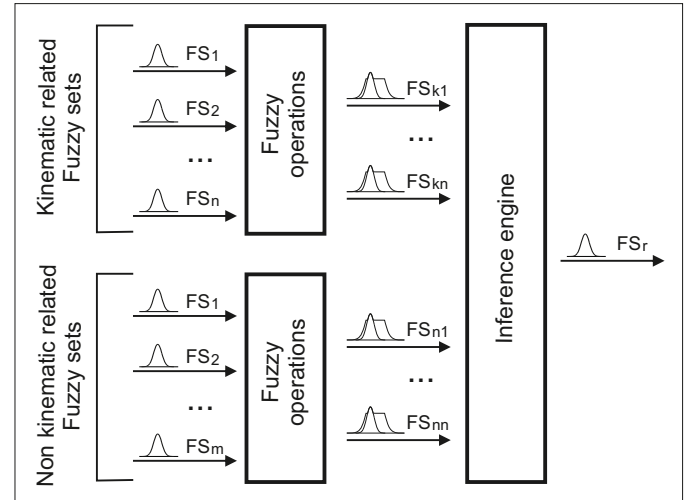 Kinematic related
Fuzzy sets
FS1
FS2
...
FSn
Fuzzy
operations
FSk1
...
FSkn
Non kinematic related
Fuzzy sets
FS1
FS2
...
FSm
Fuzzy
operations
FSn1
...
FSnn
Inference engine
FSr